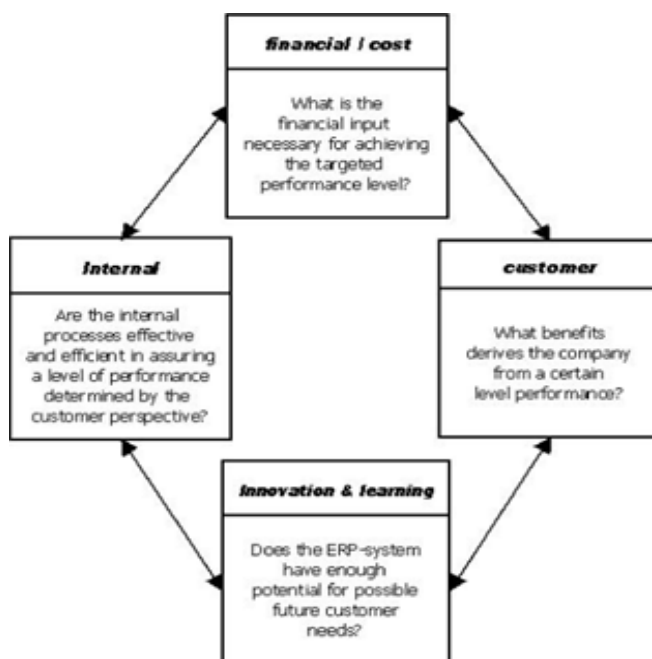 financial / cost
What is the
financial input
necessary for achieving
the targeted
performance level?
Internal
Are the internal
processes effective
and efficient in assuring
a level of performance
determined by the
customer perspective?
customer
What benefits
derives the company
from a certain
level performance?
Innovation & learning
Does the ERP-system
have enough
potential for possible
future customer
needs?